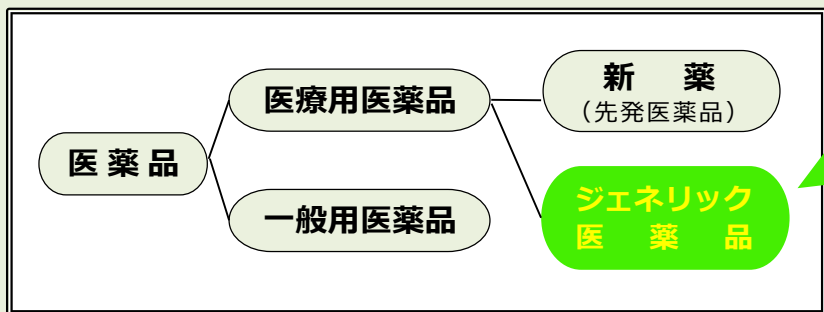 医薬品
医療用医薬品
一般用医薬品
新　薬
（先発医薬品）
ジェネリック
医　薬　品